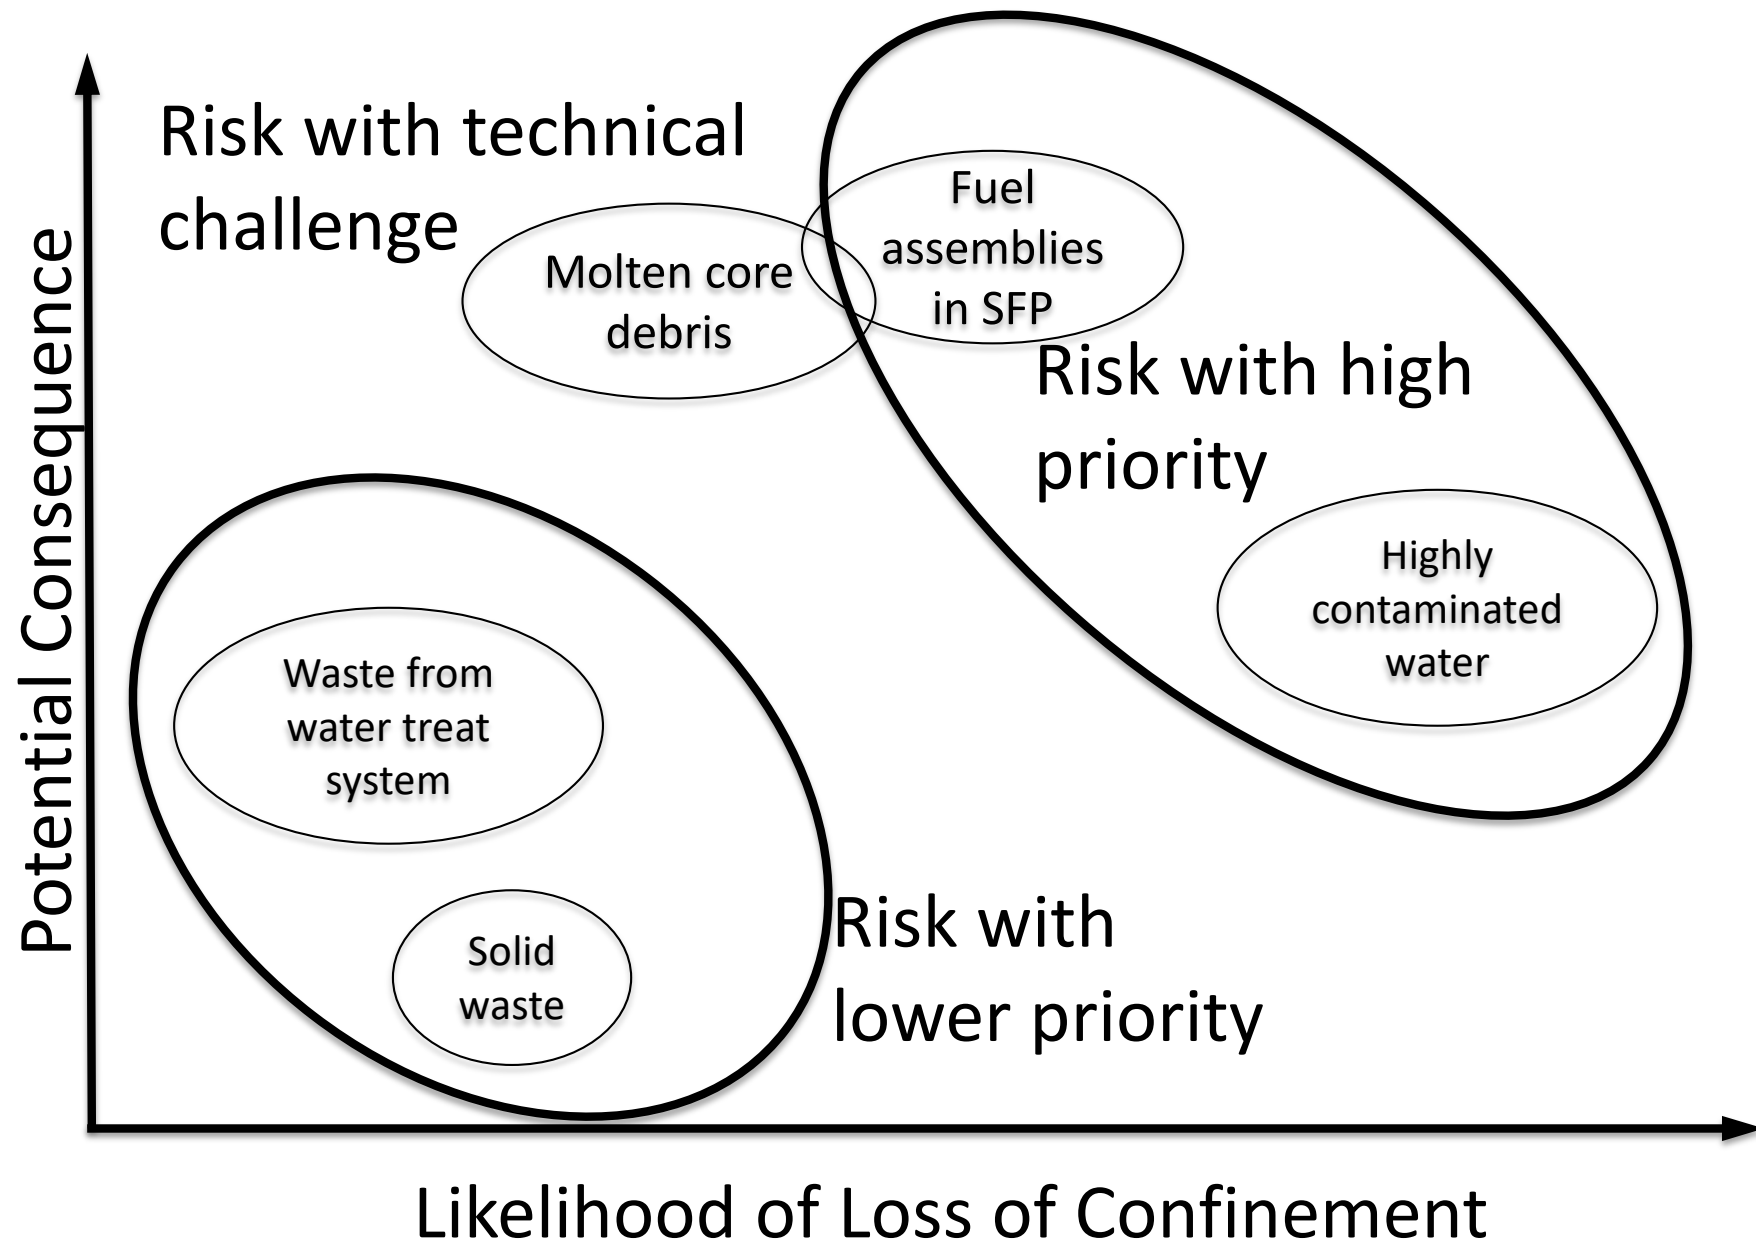 Risk with technical
challenge
Fuel
assemblies
in SFP
Molten core
debris
Risk with high
priority
Highly
contaminated
water
Waste from
water treat
system
Solid
waste
Risk with
lower priority
Potential Consequence
Likelihood of Loss of Confinement